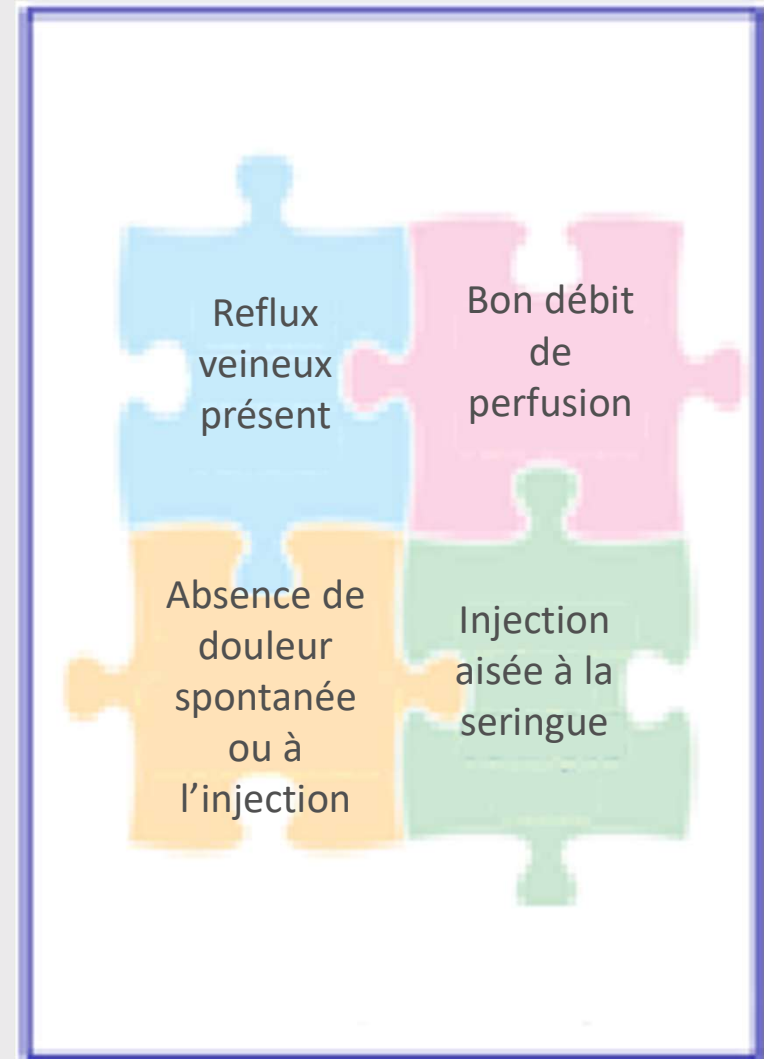 Reflux
veineux
présent
Bon débit
de
perfusion
Absence de
douleur
spontanée
ou à
l’injection
Injection
aisée à la
seringue